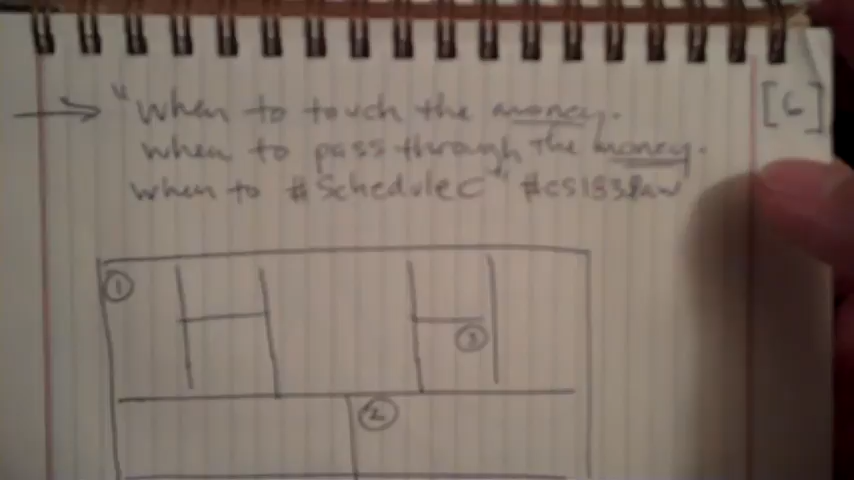 → "When to touch the money.
[6]
when to pass through the money.
when to #ScheduleC" #CS183Law
①
③
②